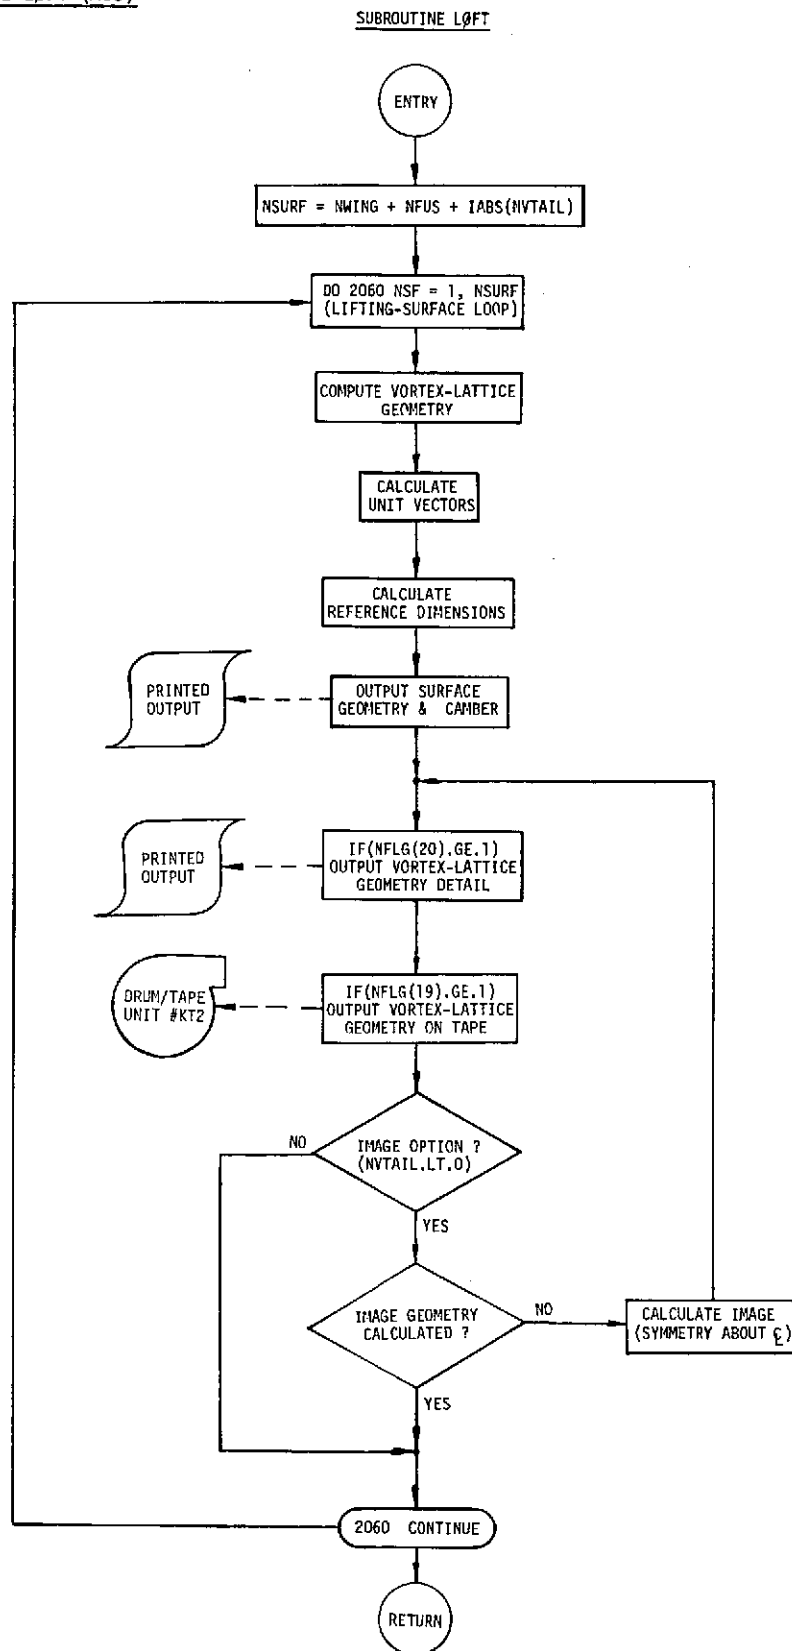 SUBROUTINE LØFT
ENTRY
NSURF = NWING + NFUS + IABS(NVTAIL)
DO 2060 NSF = 1, NSURF
(LIFTING-SURFACE LOOP)
COMPUTE VORTEX-LATTICE
GEOMETRY
CALCULATE
UNIT VECTORS
CALCULATE
REFERENCE DIMENSIONS
PRINTED
OUTPUT
OUTPUT SURFACE
GEOMETRY & CAMBER
PRINTED
OUTPUT
IF(NFLG(20).GE.1)
OUTPUT VORTEX-LATTICE
GEOMETRY DETAIL
DRUM/TAPE
UNIT #KT2
IF(NFLG(19).GE.1)
OUTPUT VORTEX-LATTICE
GEOMETRY ON TAPE
NO
IMAGE OPTION ?
(NVTAIL.LT.0)
YES
IMAGE GEOMETRY
CALCULATED ?
NO
CALCULATE IMAGE
(SYMMETRY ABOUT ℄)
YES
2060 CONTINUE
RETURN